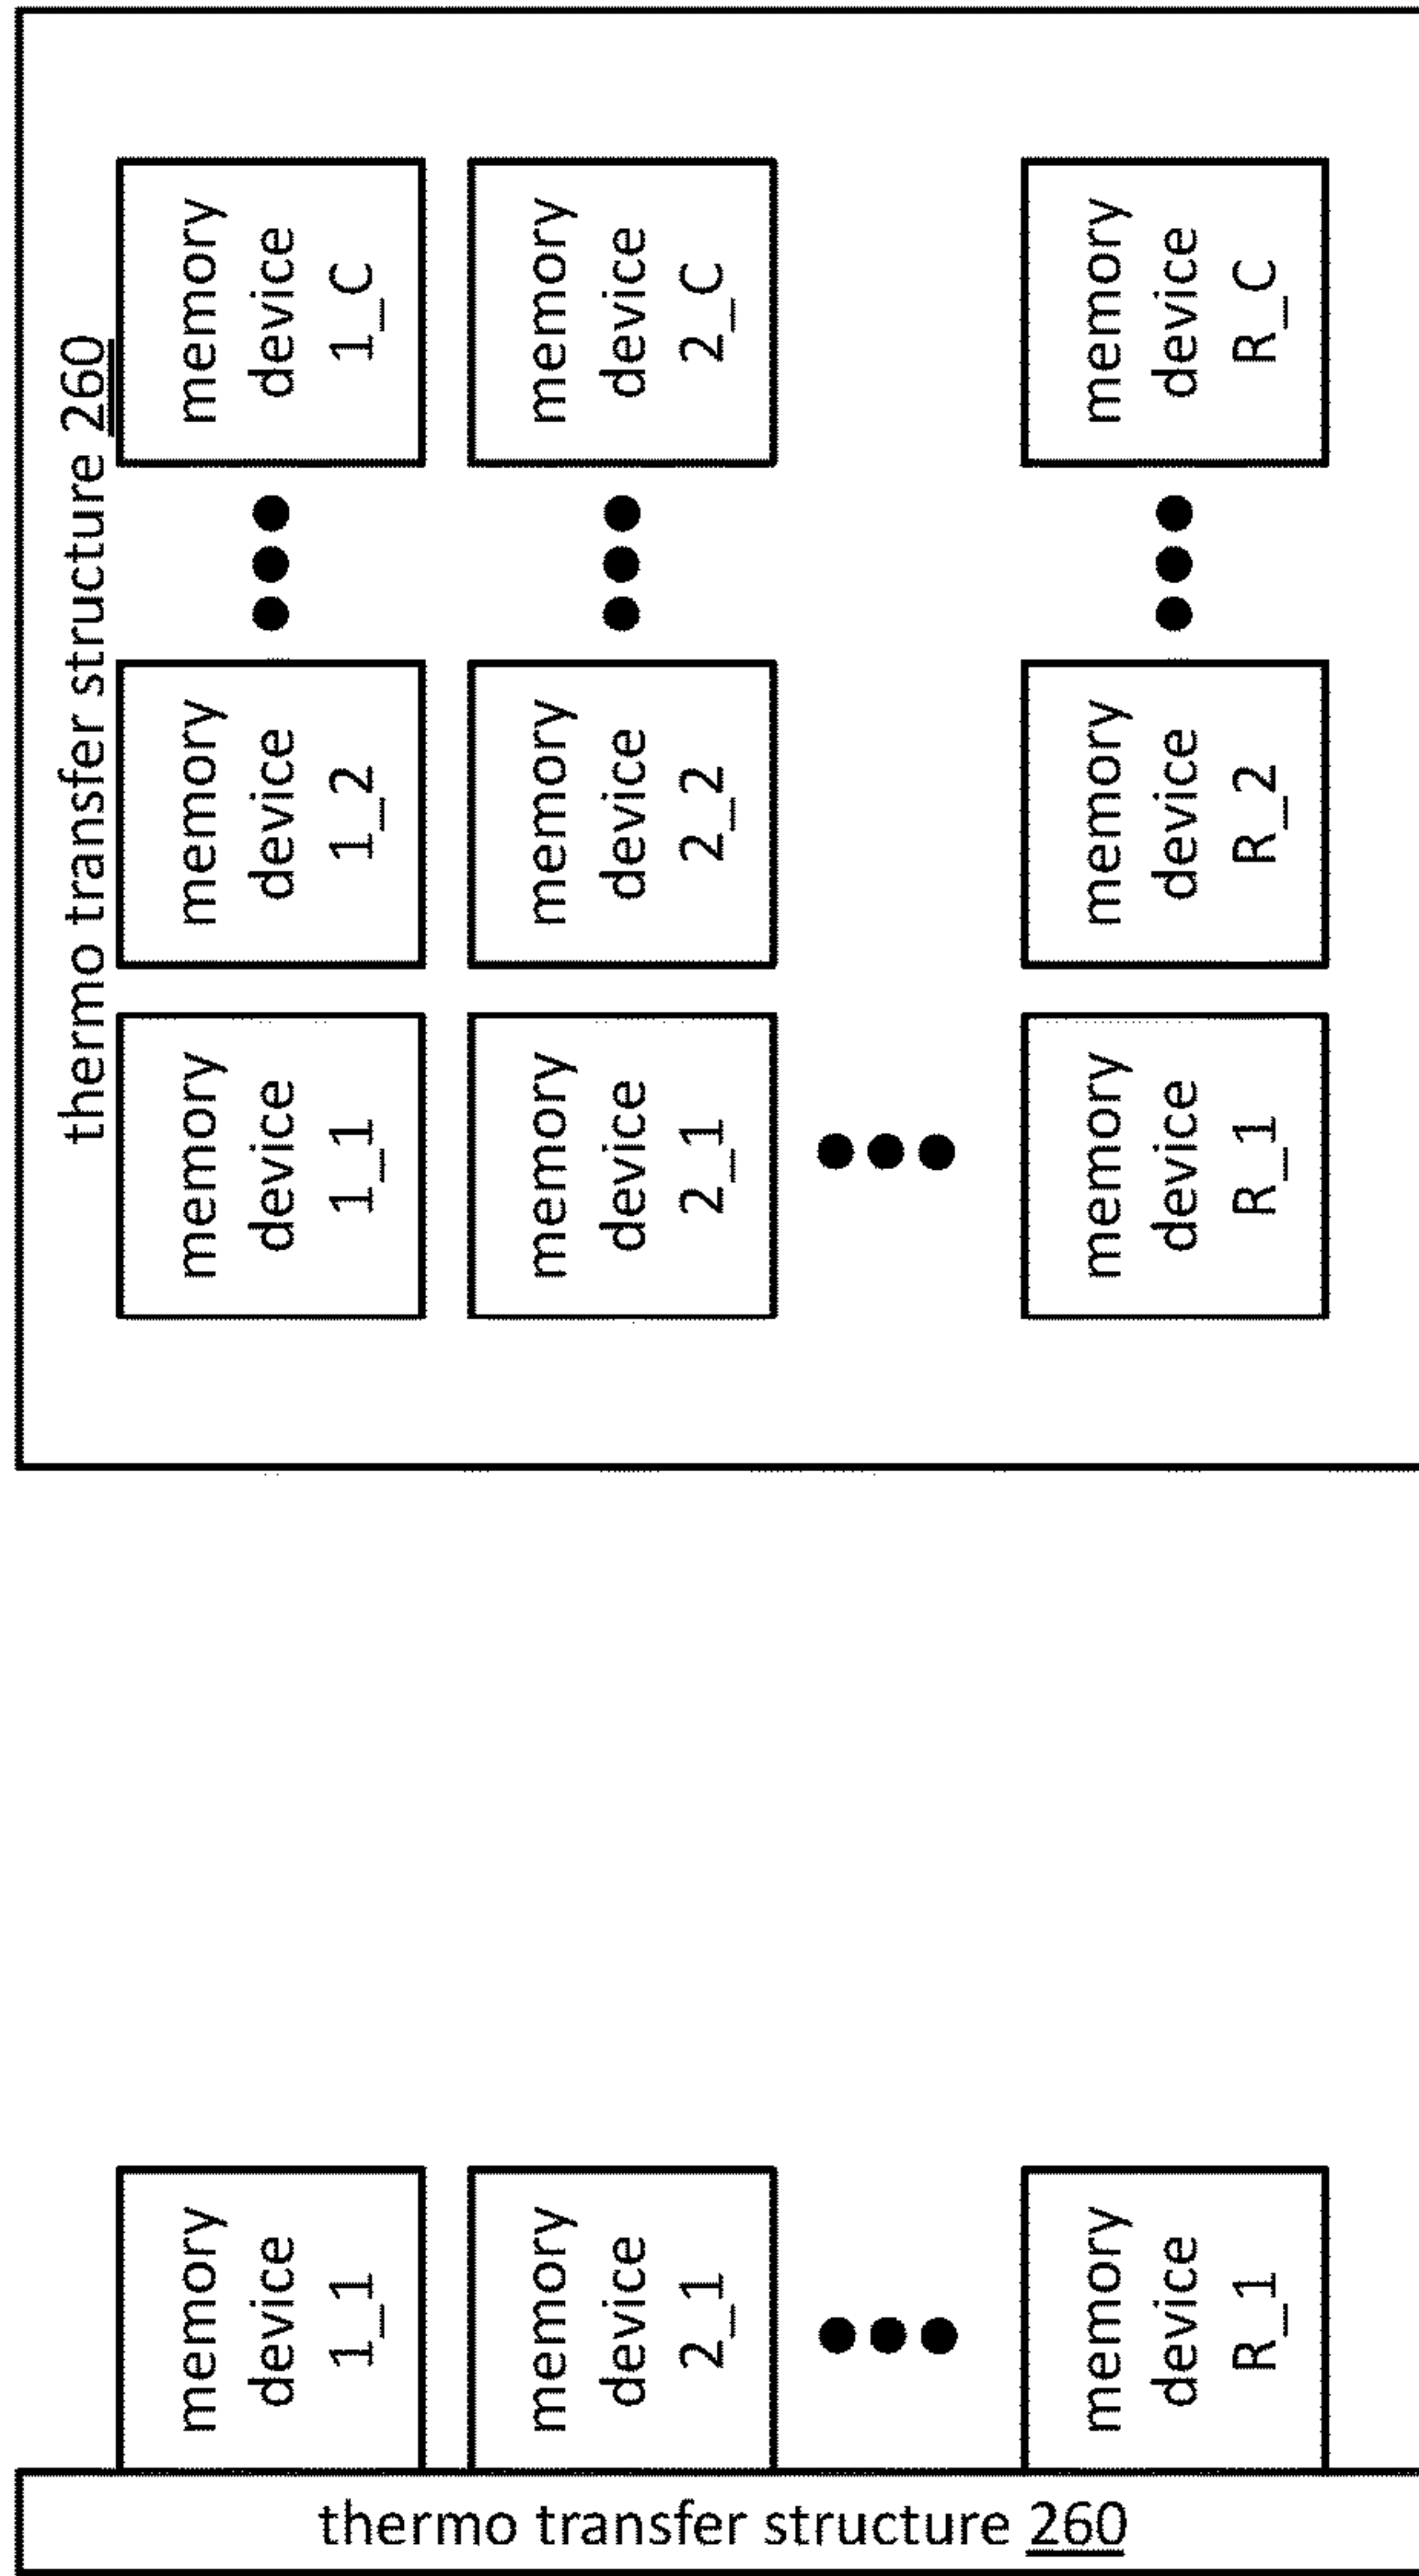 thermo transfer structure 260
memory
device
1_1
memory
device
2_1
memory
device
R_1
thermo transfer structure 260
memory
device
1_1
memory
device
1_2
memory
device
1_C
memory
device
2_1
memory
device
2_2
memory
device
2_C
memory
device
R_1
memory
device
R_2
memory
device
R_C